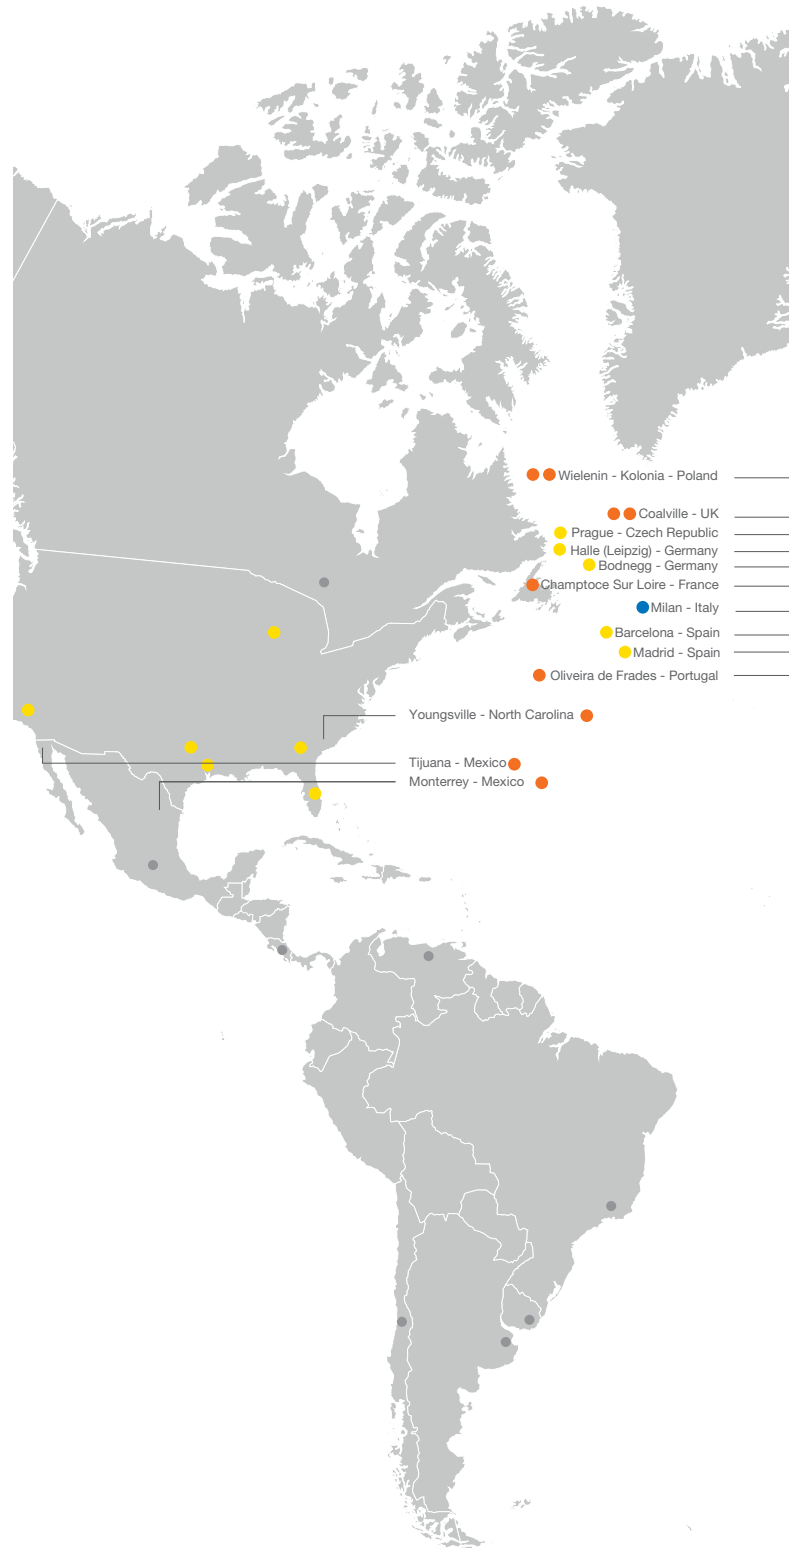 Wielenin - Kolonia - Poland
Coalville - UK
Prague - Czech Republic
Halle (Leipzig) - Germany
Bodnegg - Germany
Champtoce Sur Loire - France
Milan - Italy
Barcelona - Spain
Madrid - Spain
Oliveira de Frades - Portugal
Youngsville - North Carolina
Tijuana - Mexico
Monterrey - Mexico